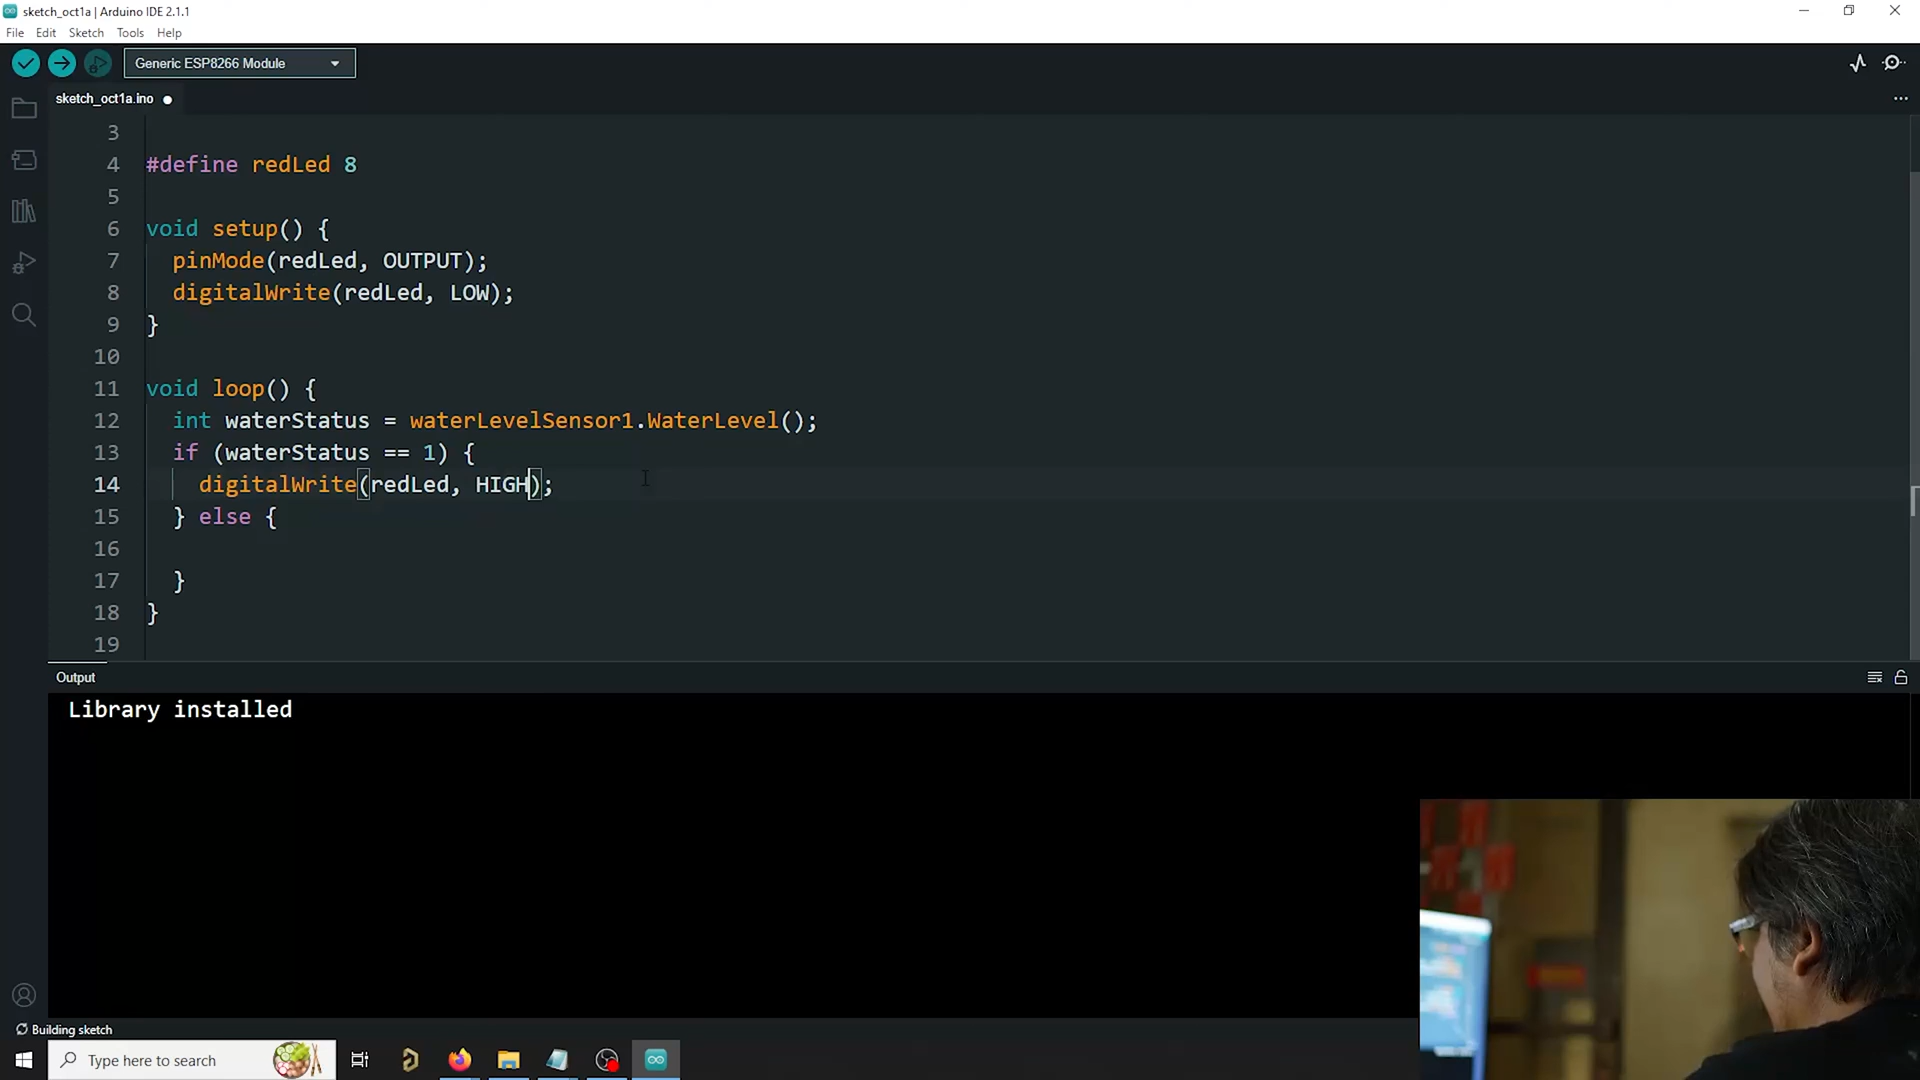 sketch_oct1a | Arduino IDE 2.1.1
File Edit Sketch Tools Help
Generic ESP8266 Module
sketch_oct1a.ino
3
4 #define redLed 8
5
6 void setup() {
7 pinMode(redLed, OUTPUT);
8 digitalWrite(redLed, LOW);
9 }
10
11 void loop() {
12 int waterStatus = waterLevelSensor1.WaterLevel();
13 if (waterStatus == 1) {
14 digitalWrite(redLed, HIGH);
15 } else {
16
17 }
18 }
19
Output
Library installed
Building sketch
Type here to search